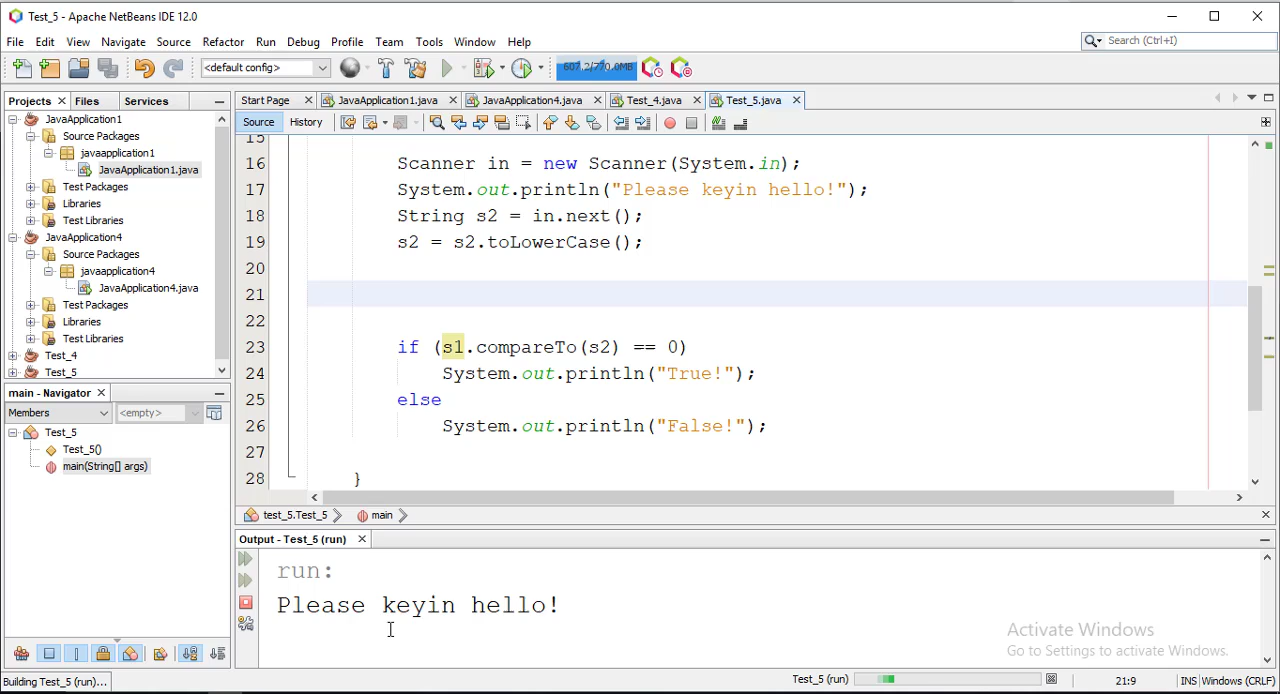 Test_5 - Apache NetBeans IDE 12.0
File Edit View Navigate Source Refactor Run Debug Profile Team Tools Window Help
Search (Ctrl+I)
<default config>
607.2/770.0MB
Projects Files Services
Start Page JavaApplication1.java JavaApplication4.java Test_4.java Test_5.java
Source History
JavaApplication1
Source Packages
javaapplication1
JavaApplication1.java
Test Packages
Libraries
Test Libraries
JavaApplication4
Source Packages
javaapplication4
JavaApplication4.java
Test Packages
Libraries
Test Libraries
Test_4
Test_5
15
16 Scanner in = new Scanner(System.in);
17 System.out.println("Please keyin hello!");
18 String s2 = in.next();
19 s2 = s2.toLowerCase();
20
21
22
23 if (s1.compareTo(s2) == 0)
24 System.out.println("True!");
25 else
26 System.out.println("False!");
27
28 }
main - Navigator
Members <empty>
Test_5
Test_5()
main(String[] args)
test_5.Test_5 main
Output - Test_5 (run)
run:
Please keyin hello!
Activate Windows
Go to Settings to activate Windows.
Building Test_5 (run)...
Test_5 (run)
21:9
INS Windows (CRLF)